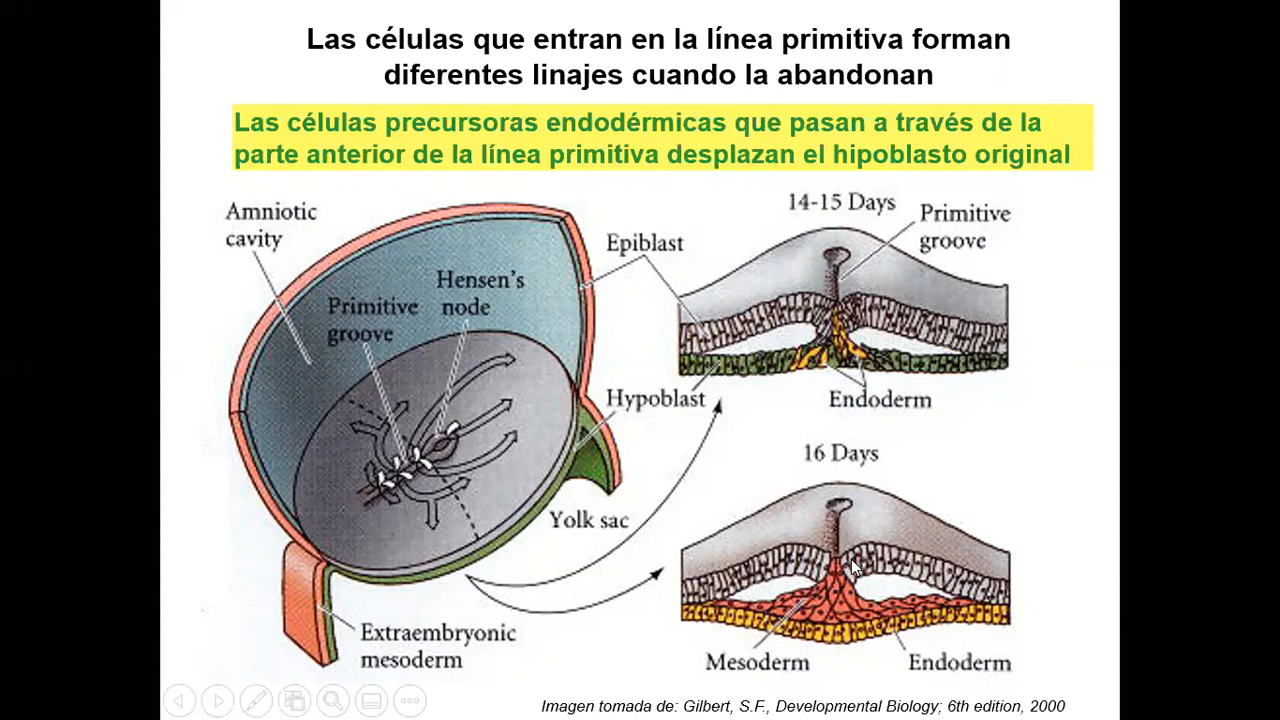 Las células que entran en la línea primitiva forman
diferentes linajes cuando la abandonan
Las células precursoras endodérmicas que pasan a través de la
parte anterior de la línea primitiva desplazan el hipoblasto original
Amniotic
cavity
Primitive
groove
Hensen's
node
Epiblast
14-15 Days
Primitive
groove
Hypoblast
Endoderm
16 Days
Yolk sac
Extraembryonic
mesoderm
Mesoderm
Endoderm
Imagen tomada de: Gilbert, S.F., Developmental Biology; 6th edition, 2000